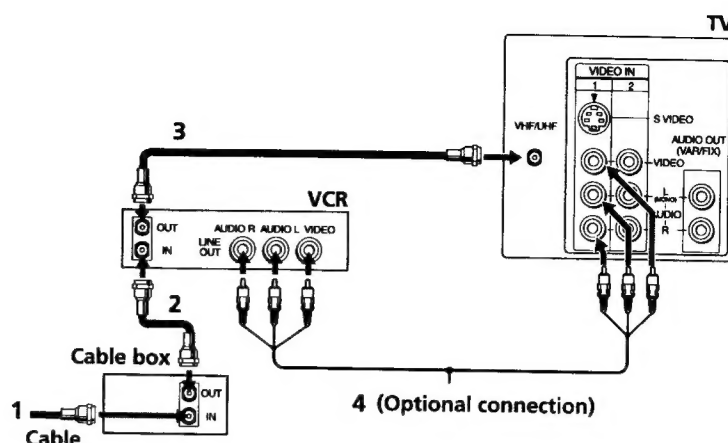 TV
VIDEO IN
1 2
S VIDEO
VHF/UHF
AUDIO OUT
(VAR/FIX)
VIDEO
L
(MONO)
AUDIO
R
3
VCR
OUT
IN
AUDIO R AUDIO L VIDEO
LINE
OUT
2
Cable box
OUT
IN
1
Cable
4 (Optional connection)